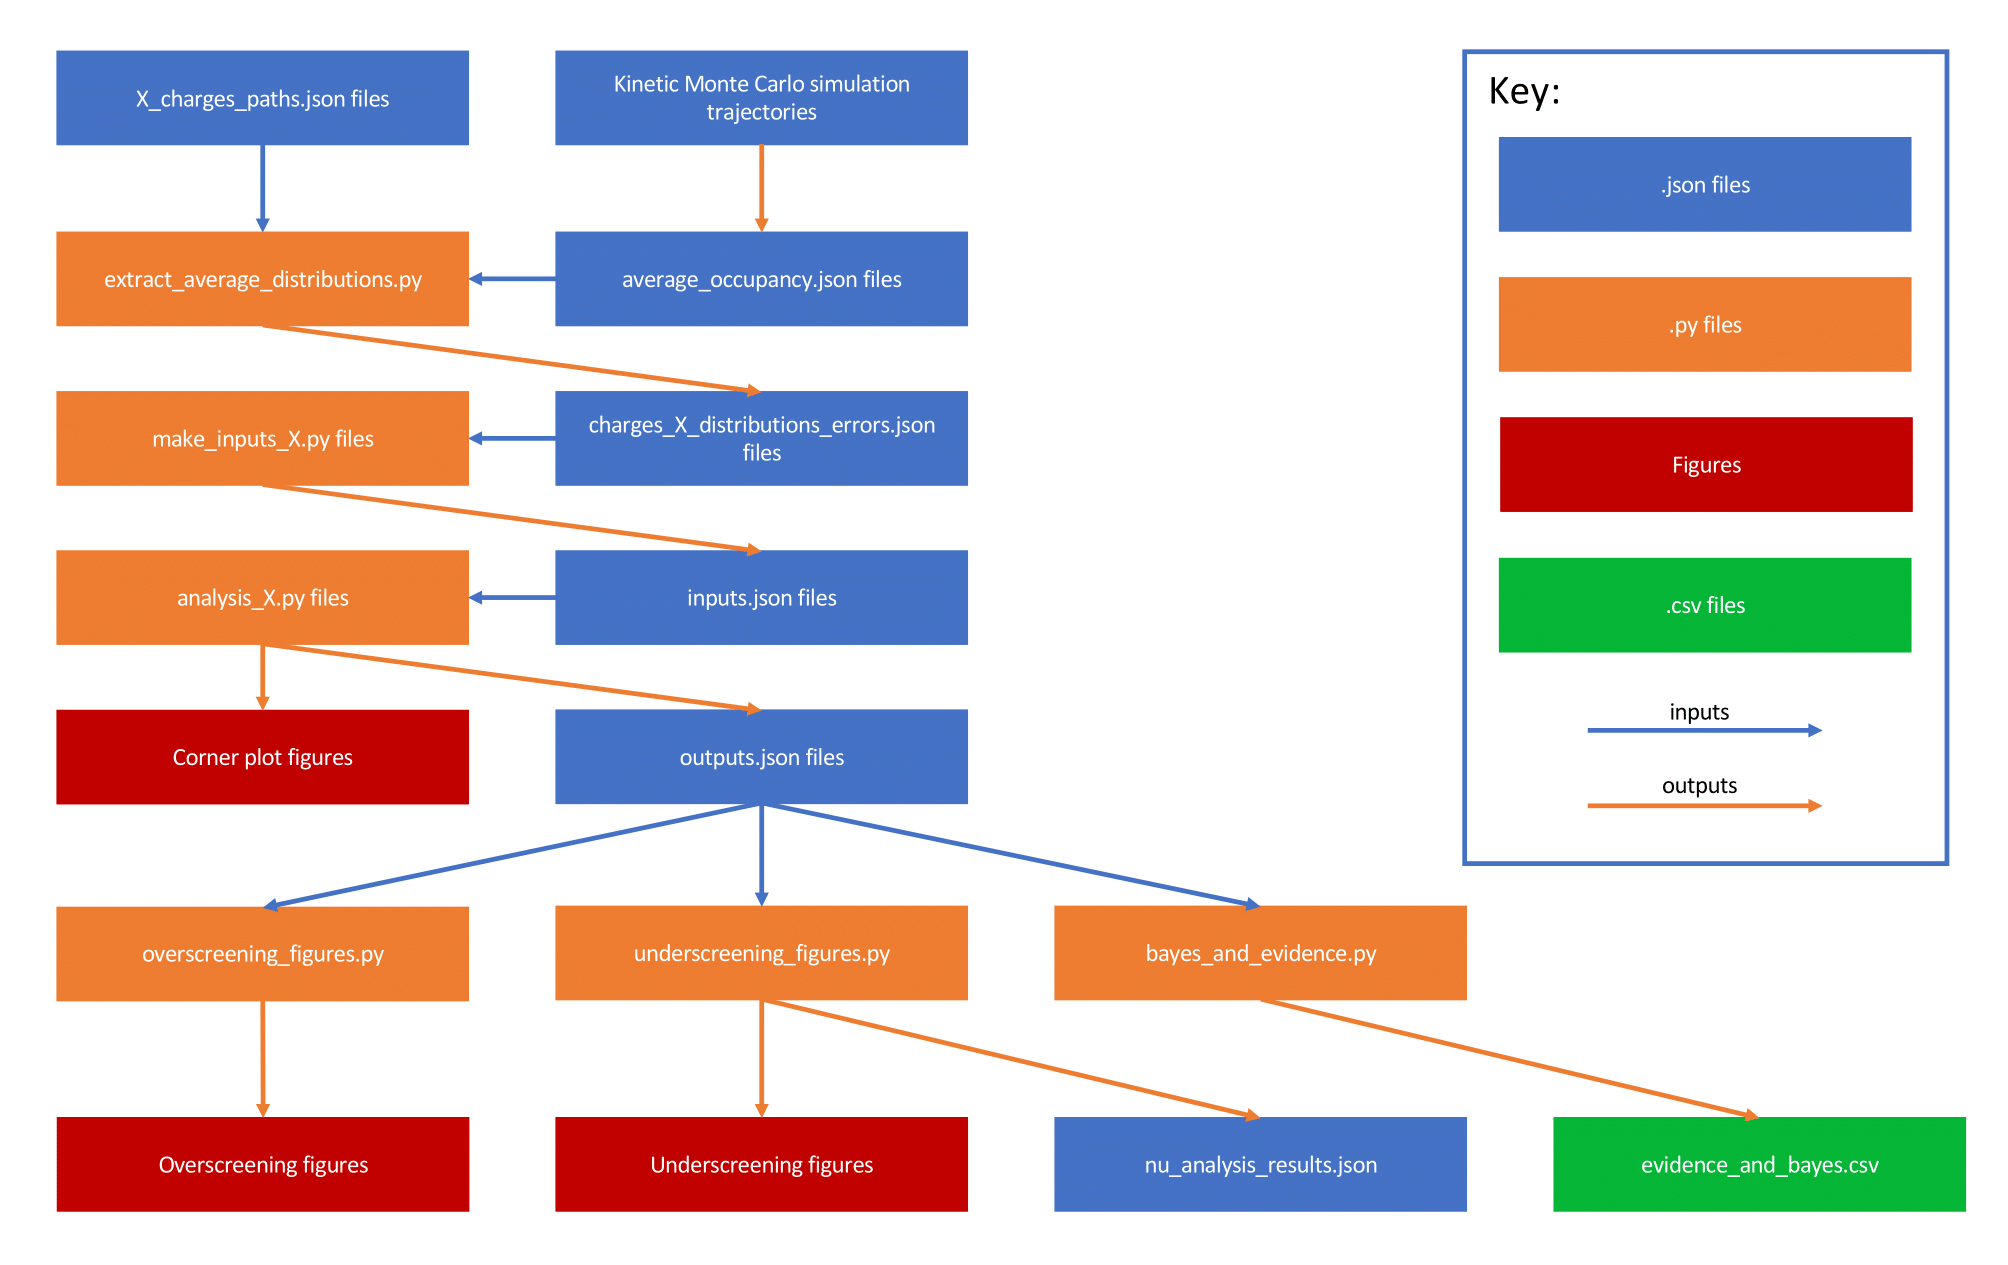 X_charges_paths.json files
Kinetic Monte Carlo simulation
trajectories
extract_average_distributions.py
average_occupancy.json files
make_inputs_X.py files
charges_X_distributions_errors.json
files
analysis_X.py files
inputs.json files
Corner plot figures
outputs.json files
overscreening_figures.py
underscreening_figures.py
bayes_and_evidence.py
Overscreening figures
Underscreening figures
nu_analysis_results.json
evidence_and_bayes.csv
Key:
.json files
.py files
Figures
.csv files
inputs
outputs